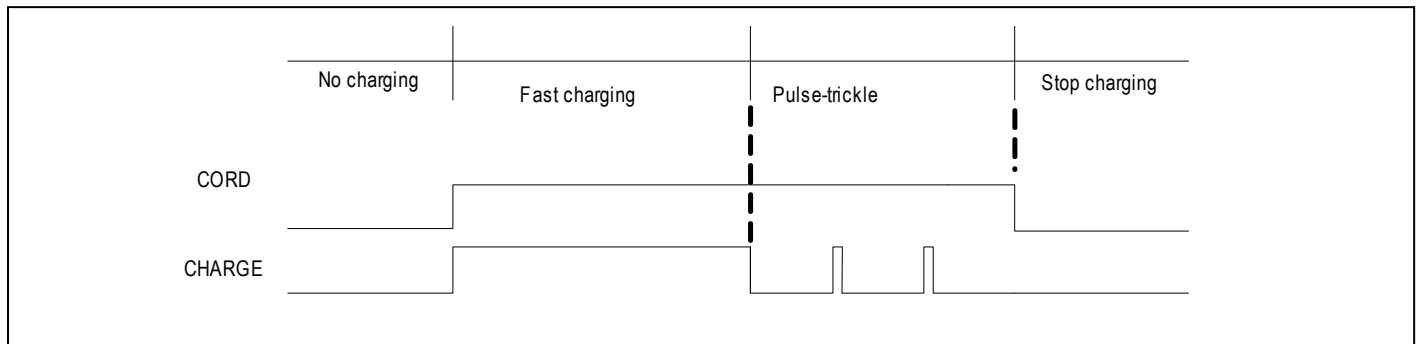 No charging
Fast charging
Pulse-trickle
Stop charging
CORD
CHARGE